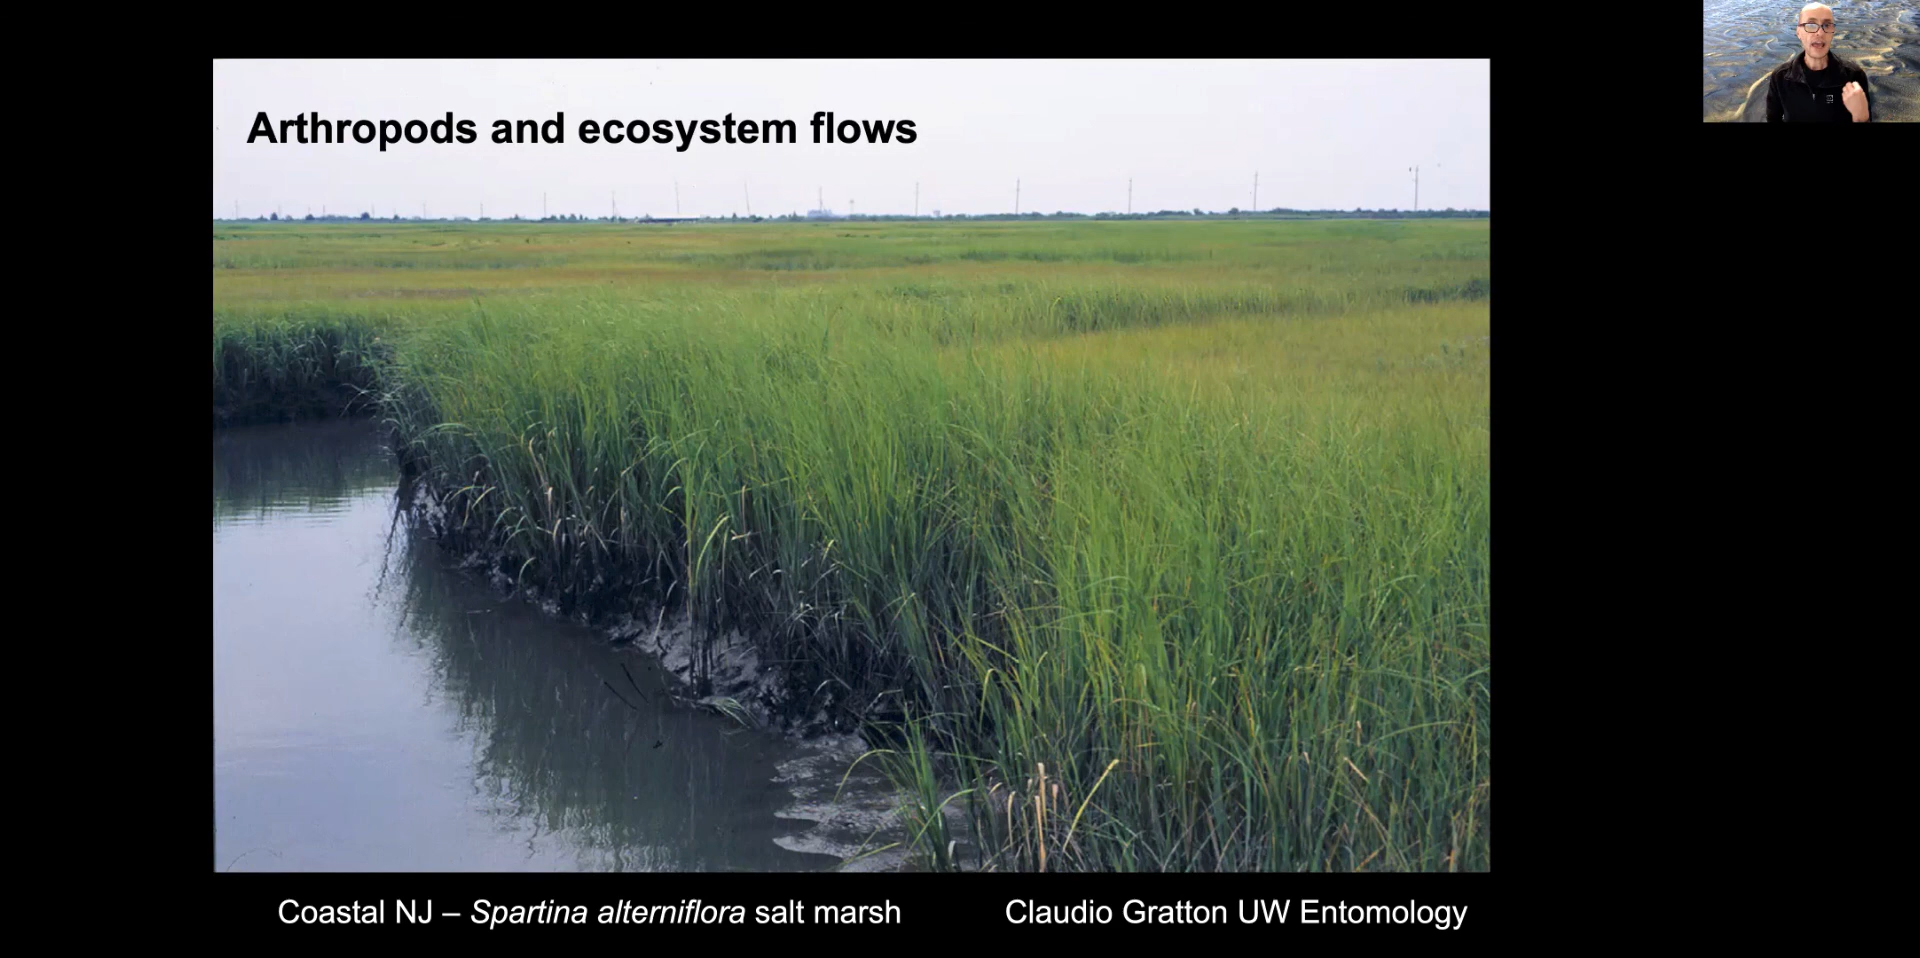 Arthropods and ecosystem flows
Coastal NJ – Spartina alterniflora salt marsh
Claudio Gratton UW Entomology